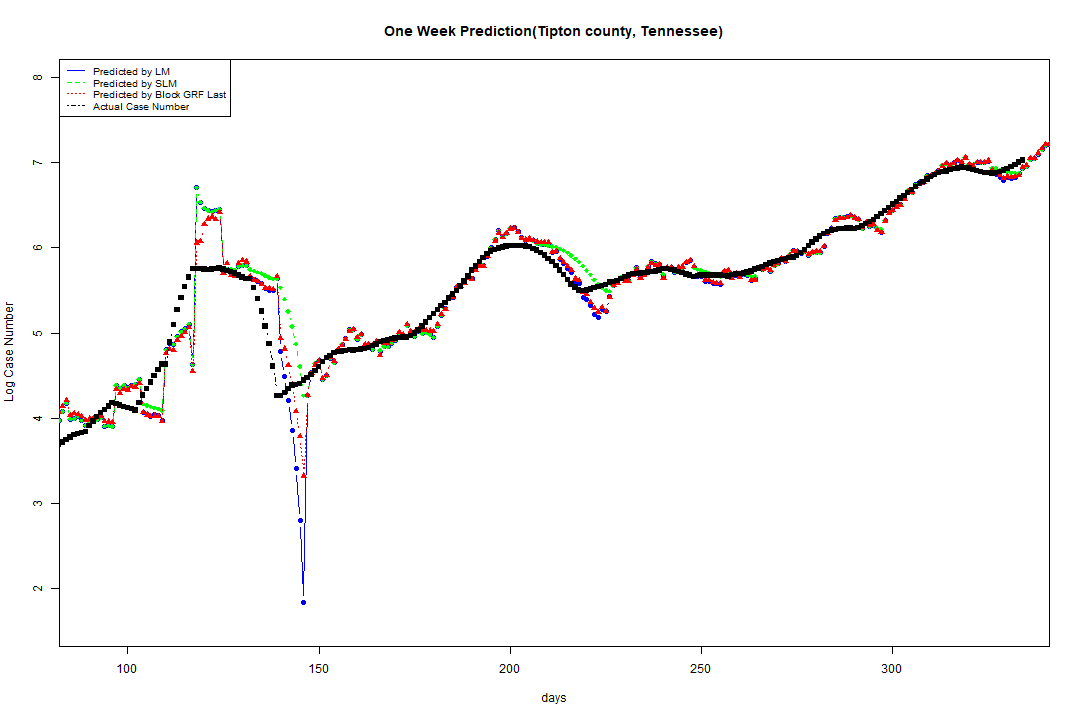 One Week Prediction(Tipton county, Tennessee)
Predicted by LM
Predicted by SLM
Predicted by Block GRF Last
Actual Case Number
8
7
6
5
4
3
2
Log Case Number
100 150 200 250 300
days